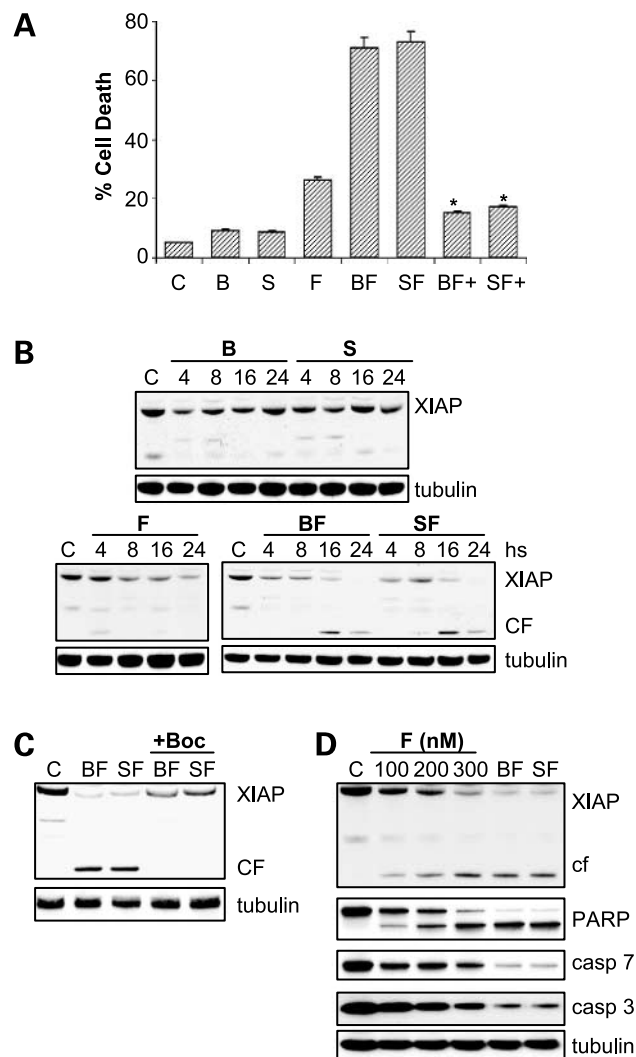 A
% Cell Death
80
60
40
20
0
C B S F BF SF BF+ SF+
* *
B
B S
C 4 8 16 24 4 8 16 24
XIAP
tubulin
F BF SF
C 4 8 16 24 C 4 8 16 24 4 8 16 24 hs
XIAP
CF
tubulin
C
+Boc
C BF SF BF SF
XIAP
CF
tubulin
D
F (nM)
C 100 200 300 BF SF
XIAP
cf
PARP
casp 7
casp 3
tubulin